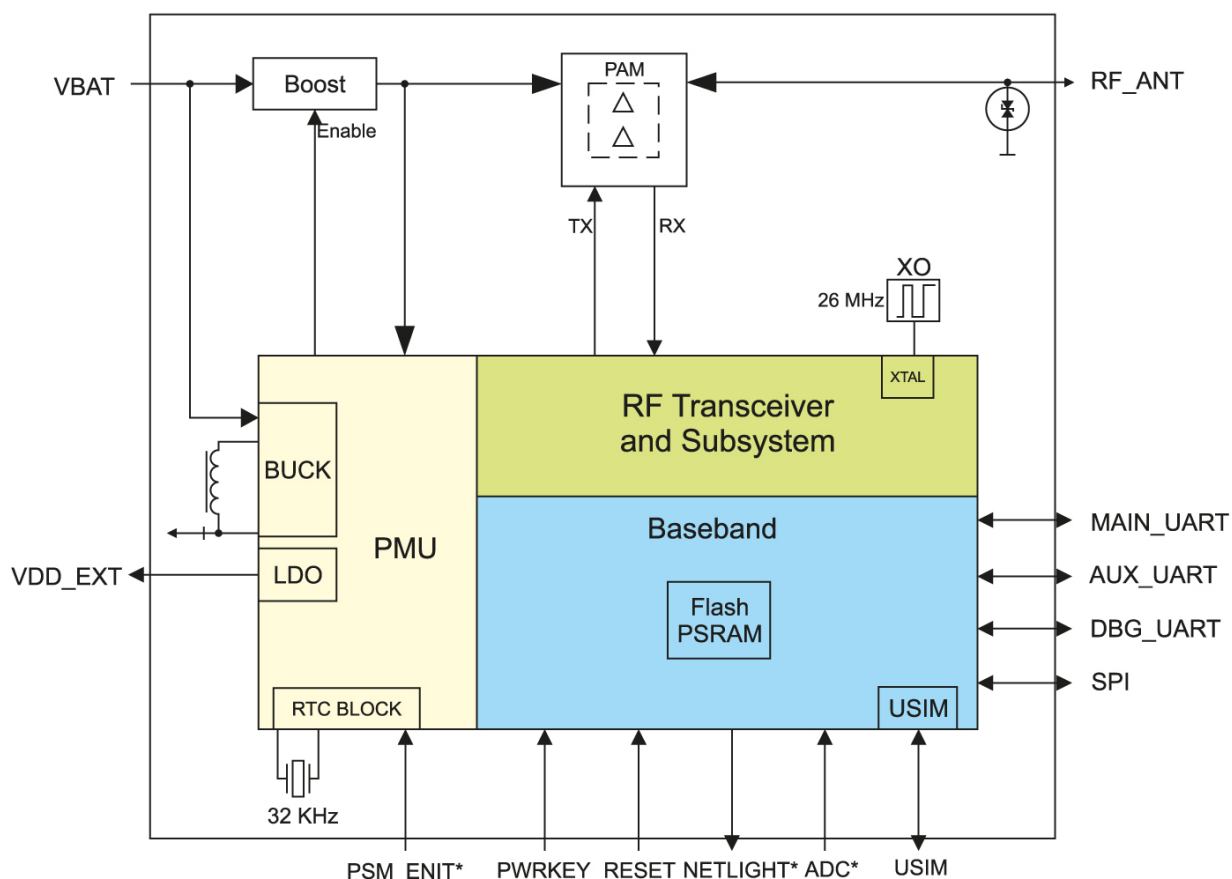 VBAT
Boost
Enable
PAM
RF_ANT
TX
RX
XO
26 MHz
XTAL
RF Transceiver
and Subsystem
BUCK
PMU
LDO
VDD_EXT
RTC BLOCK
32 KHz
Baseband
Flash
PSRAM
USIM
MAIN_UART
AUX_UART
DBG_UART
SPI
PSM_ENIT*
PWRKEY
RESET
NETLIGHT*
ADC*
USIM